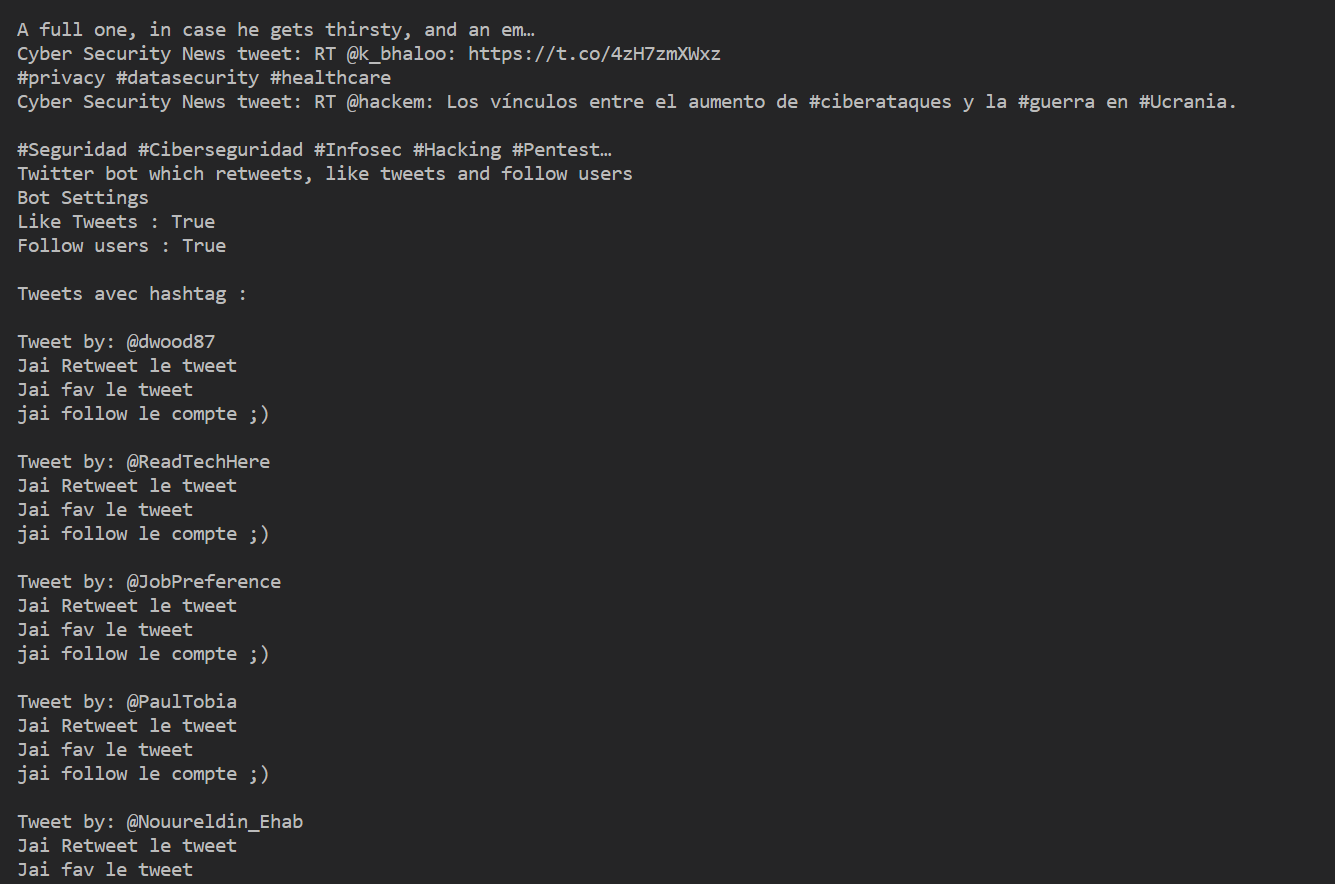 A full one, in case he gets thirsty, and an em…
Cyber Security News tweet: RT @k_bhaloo: https://t.co/4zH7zmXWxz
#privacy #datasecurity #healthcare
Cyber Security News tweet: RT @hackem: Los vínculos entre el aumento de #ciberataques y la #guerra en #Ucrania.
#Seguridad #Ciberseguridad #Infosec #Hacking #Pentest…
Twitter bot which retweets, like tweets and follow users
Bot Settings
Like Tweets : True
Follow users : True
Tweets avec hashtag :
Tweet by: @dwood87
Jai Retweet le tweet
Jai fav le tweet
jai follow le compte ;)
Tweet by: @ReadTechHere
Jai Retweet le tweet
Jai fav le tweet
jai follow le compte ;)
Tweet by: @JobPreference
Jai Retweet le tweet
Jai fav le tweet
jai follow le compte ;)
Tweet by: @PaulTobia
Jai Retweet le tweet
Jai fav le tweet
jai follow le compte ;)
Tweet by: @Nouureldin_Ehab
Jai Retweet le tweet
Jai fav le tweet